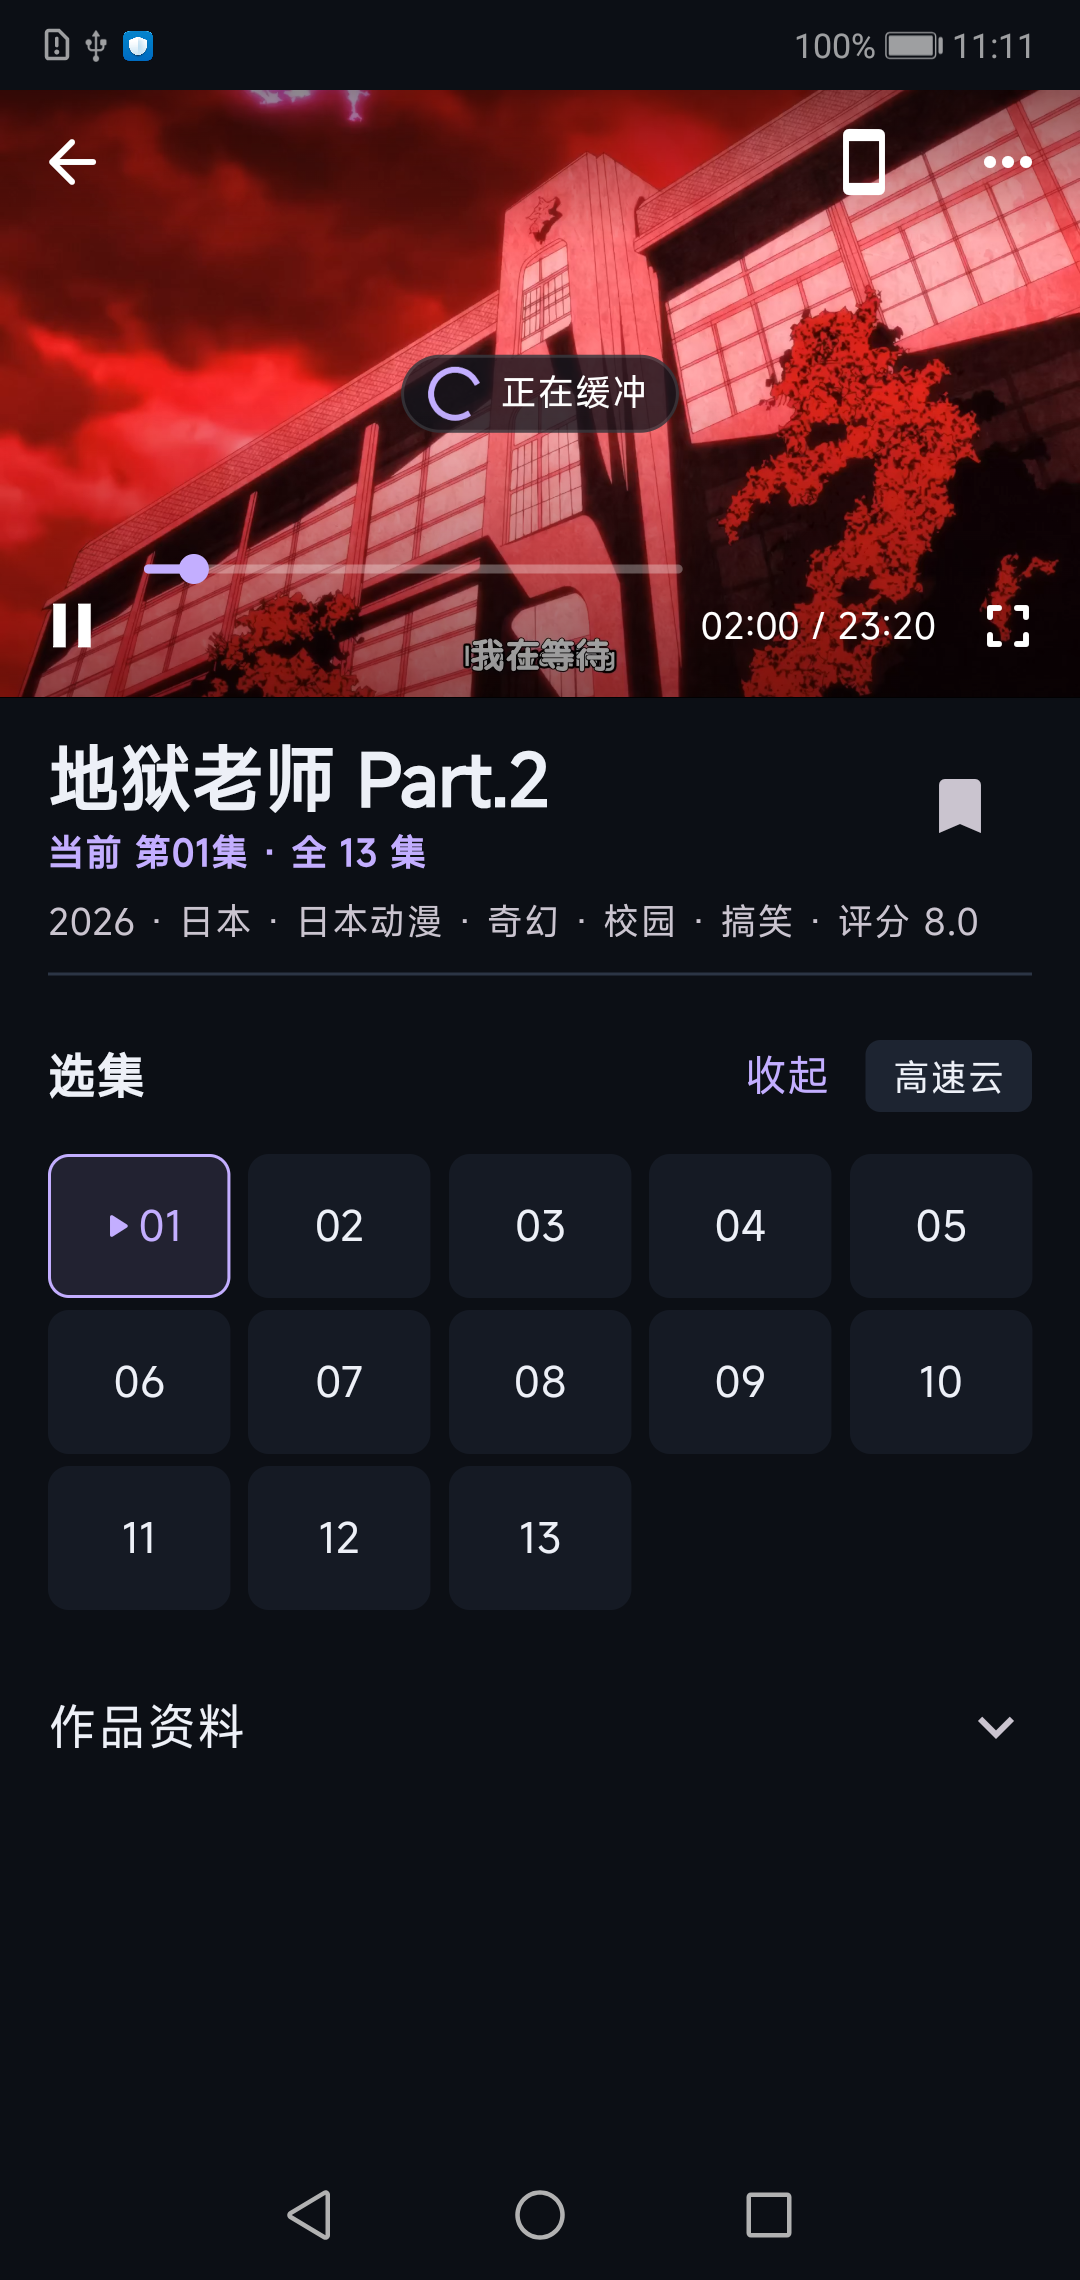 100% 11:11
正在缓冲
02:00 / 23:20
我在等待
地狱老师 Part.2
当前 第01集 · 全 13 集
2026 · 日本 · 日本动漫 · 奇幻 · 校园 · 搞笑 · 评分 8.0
选集 收起 高速云
01 02 03 04 05
06 07 08 09 10
11 12 13
作品资料